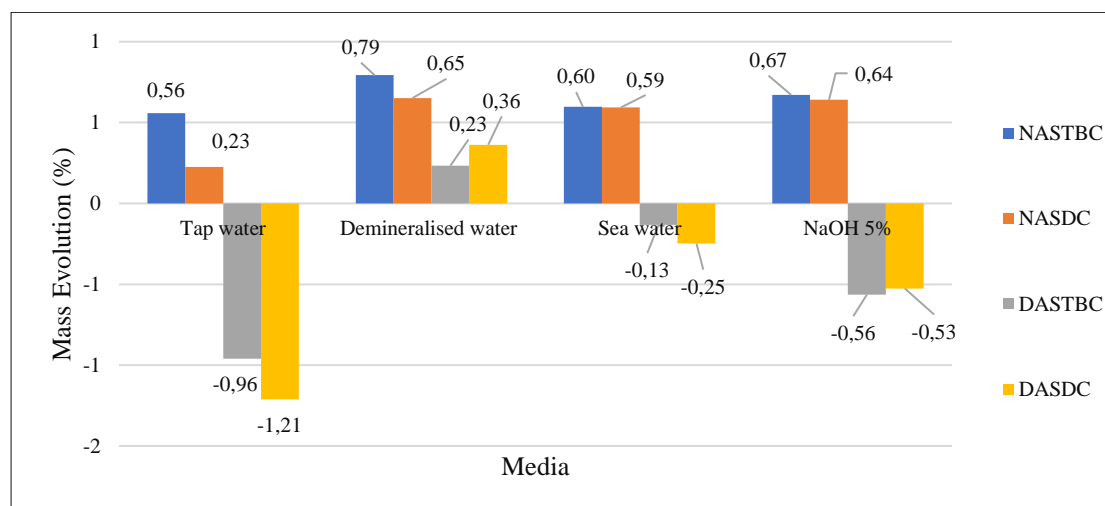 1
1
0
-1
-1
-2
Mass Evolution (%)
0,56
0,23
-0,96
-1,21
0,79
0,65
0,23
0,36
0,60
0,59
-0,13
-0,25
0,67
0,64
-0,56
-0,53
Tap water
Demineralised water
Sea water
NaOH 5%
Media
NASTBC
NASDC
DASTBC
DASDC